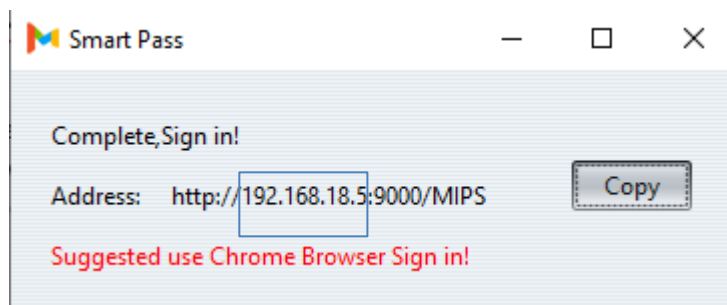 Smart Pass
Complete,Sign in!
Address: http://192.168.18.5:9000/MIPS
Copy
Suggested use Chrome Browser Sign in!